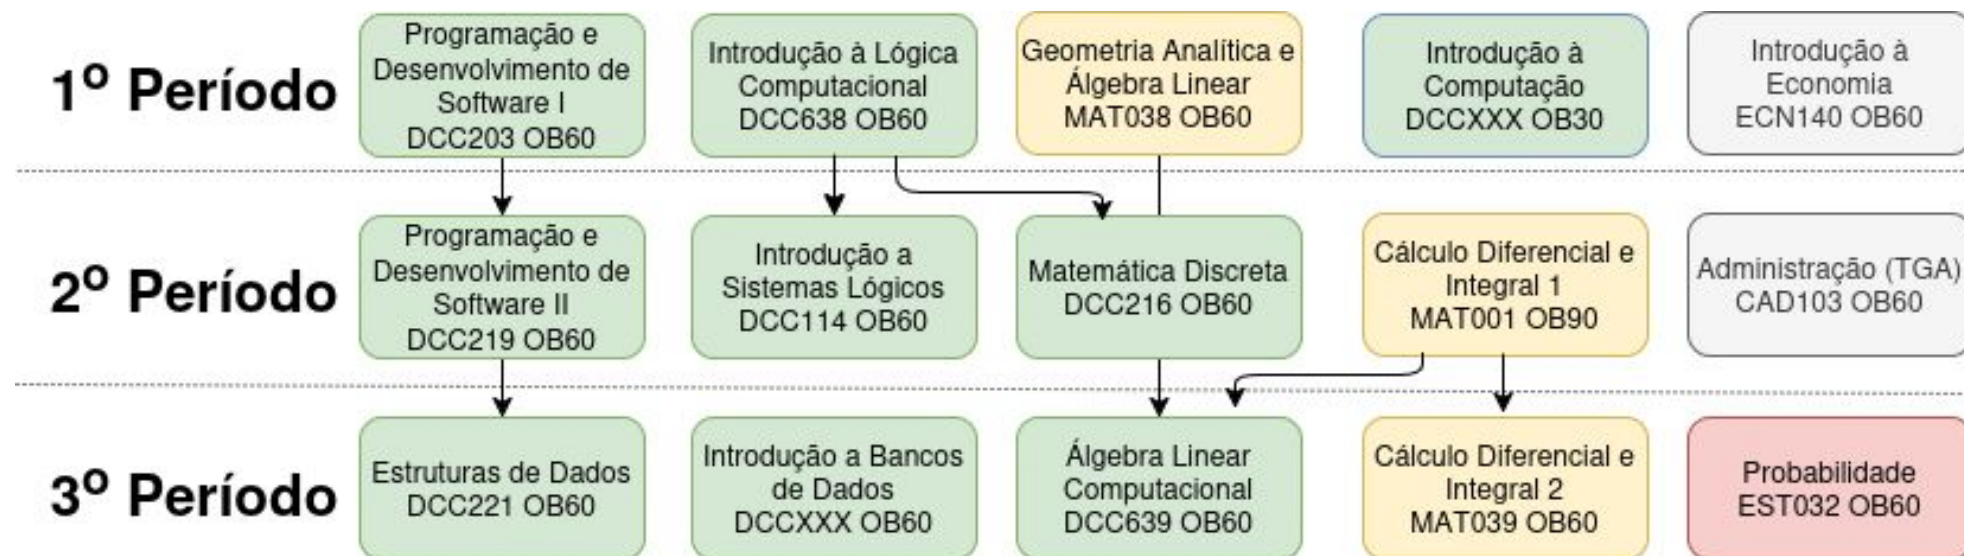 1º Período
Programação e
Desenvolvimento de
Software I
DCC203 OB60
Introdução à Lógica
Computacional
DCC638 OB60
Geometria Analítica e
Álgebra Linear
MAT038 OB60
Introdução à
Computação
DCCXXX OB30
Introdução à
Economia
ECN140 OB60
2º Período
Programação e
Desenvolvimento de
Software II
DCC219 OB60
Introdução a
Sistemas Lógicos
DCC114 OB60
Matemática Discreta
DCC216 OB60
Cálculo Diferencial e
Integral 1
MAT001 OB90
Administração (TGA)
CAD103 OB60
3º Período
Estruturas de Dados
DCC221 OB60
Introdução a Bancos
de Dados
DCCXXX OB60
Álgebra Linear
Computacional
DCC639 OB60
Cálculo Diferencial e
Integral 2
MAT039 OB60
Probabilidade
EST032 OB60